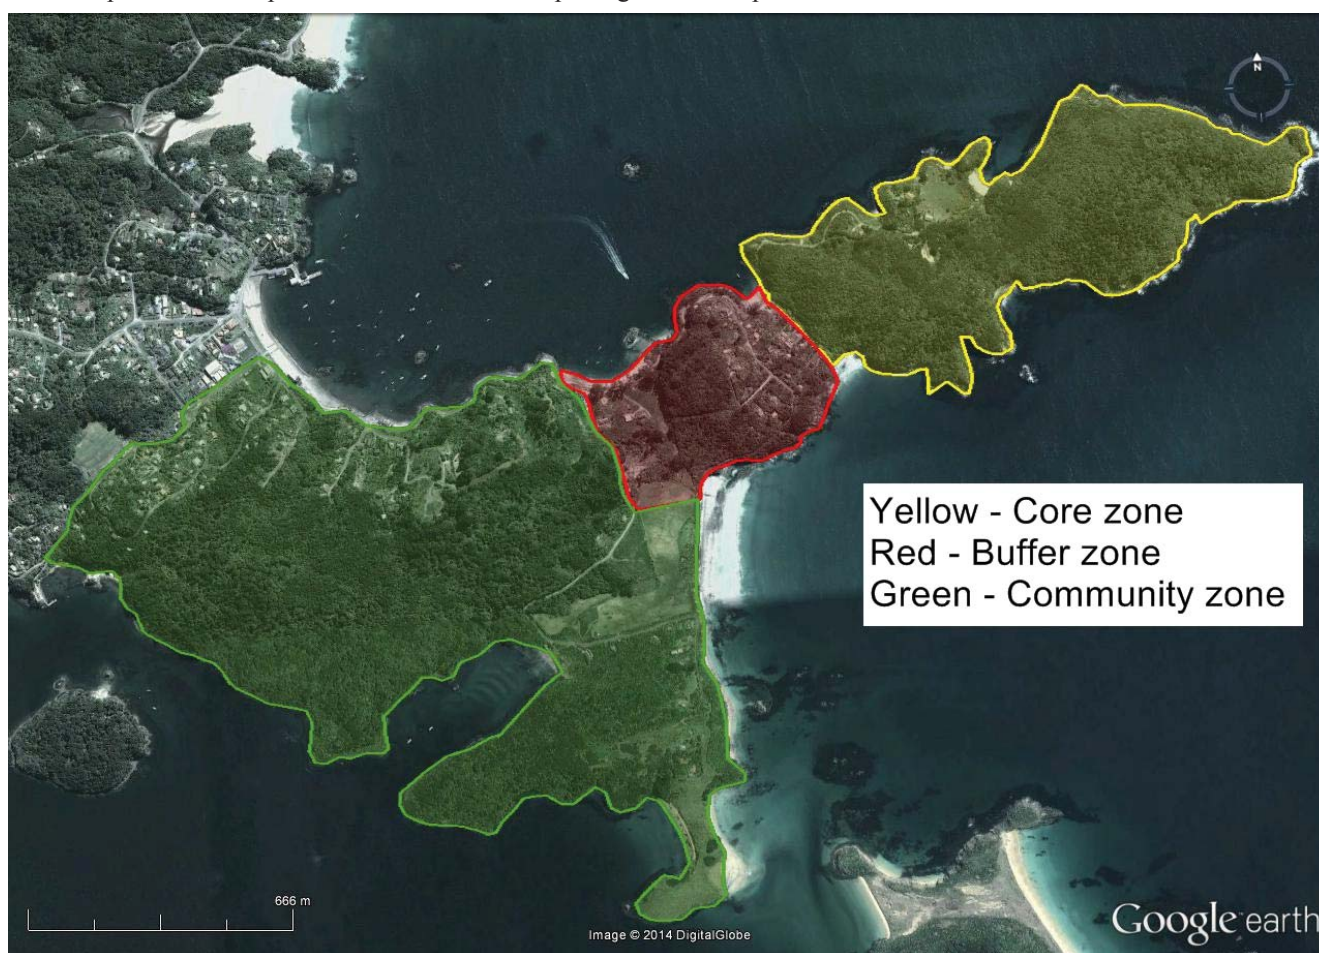 N
Yellow - Core zone
Red - Buffer zone
Green - Community zone
666 m
Image © 2014 DigitalGlobe
Google earth